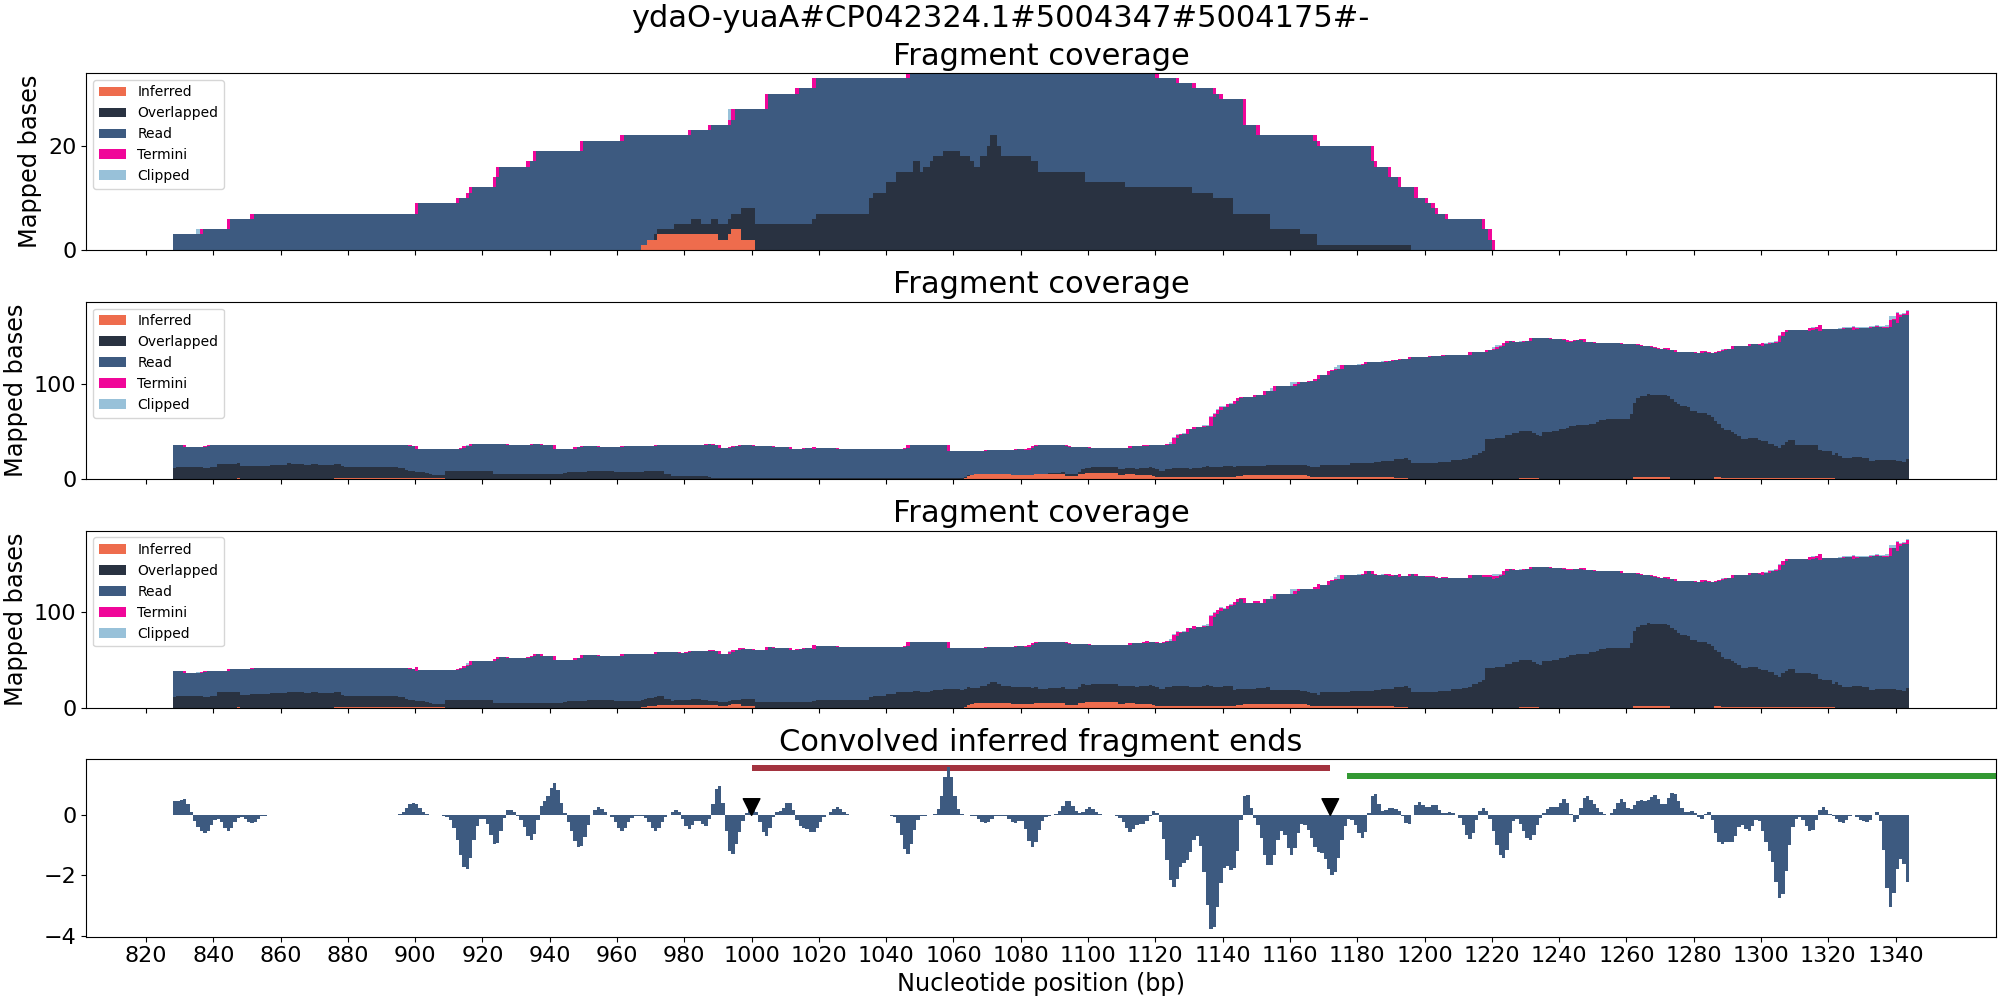 ydaO-yuaA#CP042324.1#5004347#5004175#-
Fragment coverage
Mapped bases
20
0
Inferred
Overlapped
Read
Termini
Clipped
Fragment coverage
Mapped bases
100
0
Inferred
Overlapped
Read
Termini
Clipped
Fragment coverage
Mapped bases
100
0
Inferred
Overlapped
Read
Termini
Clipped
Convolved inferred fragment ends
0
−2
−4
820 840 860 880 900 920 940 960 980 1000 1020 1040 1060 1080 1100 1120 1140 1160 1180 1200 1220 1240 1260 1280 1300 1320 1340
Nucleotide position (bp)